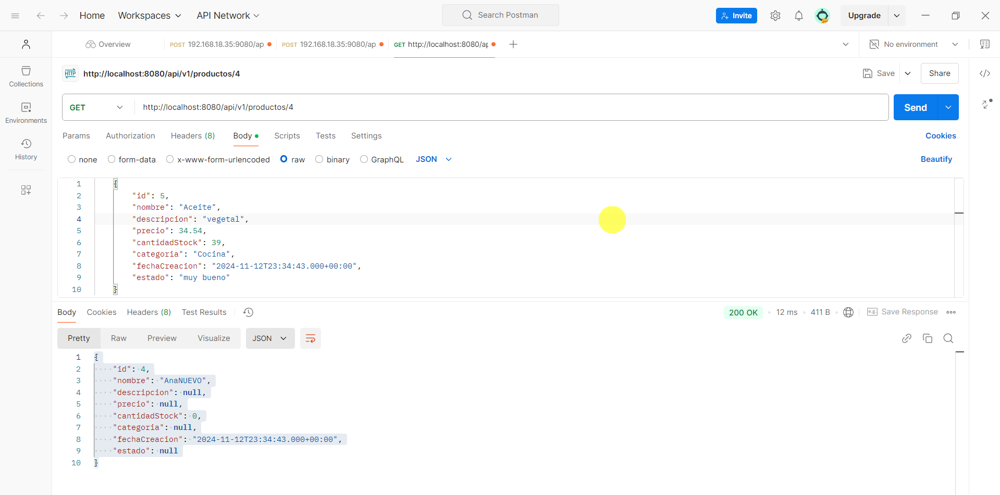 Home Workspaces API Network Search Postman Invite Upgrade
Overview POST 192.168.18.35:9080/ap POST 192.168.18.35:9080/ap GET http://localhost:8080/ap No environment
HTTP http://localhost:8080/api/v1/productos/4 Save Share
Collections
Environments
History
GET http://localhost:8080/api/v1/productos/4 Send
Params Authorization Headers (8) Body Scripts Tests Settings Cookies
none form-data x-www-form-urlencoded raw binary GraphQL JSON Beautify
1 {
2 "id": 5,
3 "nombre": "Aceite",
4 "descripcion": "vegetal",
5 "precio": 34.54,
6 "cantidadStock": 39,
7 "categoria": "Cocina",
8 "fechaCreacion": "2024-11-12T23:34:43.000+00:00",
9 "estado": "muy bueno"
10 }
Body Cookies Headers (8) Test Results 200 OK 12 ms 411 B e.g. Save Response
Pretty Raw Preview Visualize JSON
1 {
2 "id": 4,
3 "nombre": "AnaNUEVO",
4 "descripcion": null,
5 "precio": null,
6 "cantidadStock": 0,
7 "categoria": null,
8 "fechaCreacion": "2024-11-12T23:34:43.000+00:00",
9 "estado": null
10 }